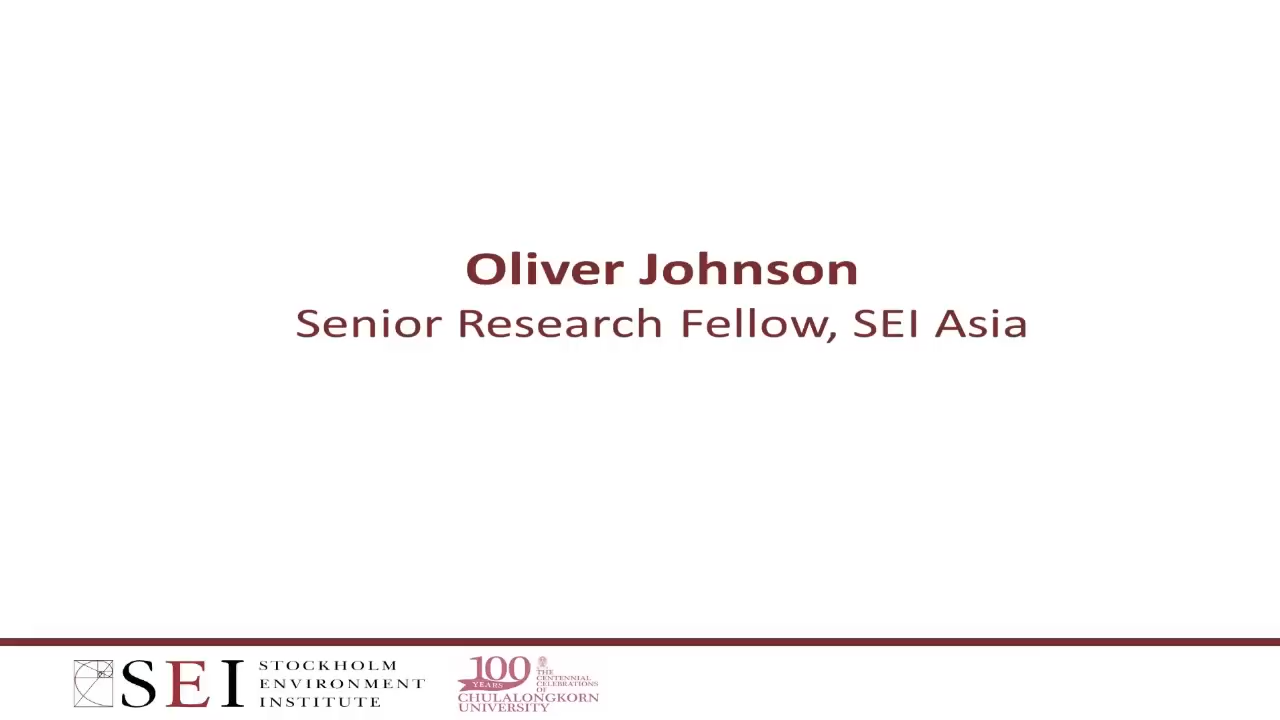 Oliver Johnson
Senior Research Fellow, SEI Asia
SEI
STOCKHOLM
ENVIRONMENT
INSTITUTE
100
YEARS
THE
CENTENNIAL
CELEBRATIONS
OF
CHULALONGKORN
UNIVERSITY